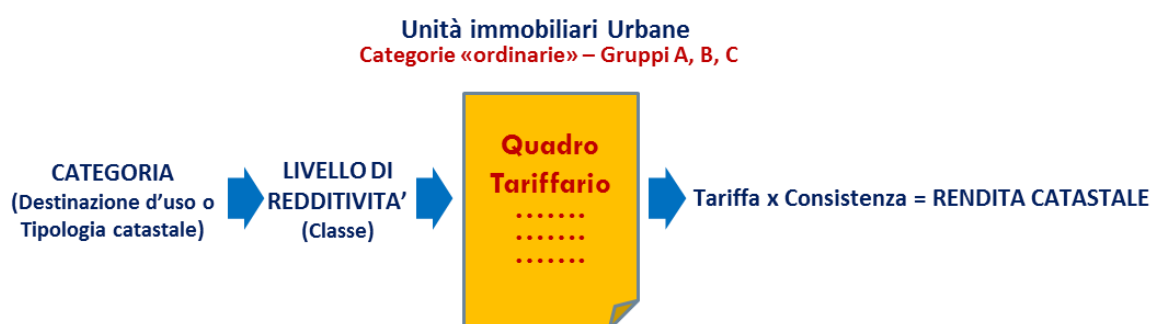 Unità immobiliari Urbane
Categorie «ordinarie» – Gruppi A, B, C
CATEGORIA
(Destinazione d'uso o
Tipologia catastale)
LIVELLO DI
REDDITIVITA'
(Classe)
Quadro
Tariffario
.......
.......
.......
Tariffa x Consistenza = RENDITA CATASTALE